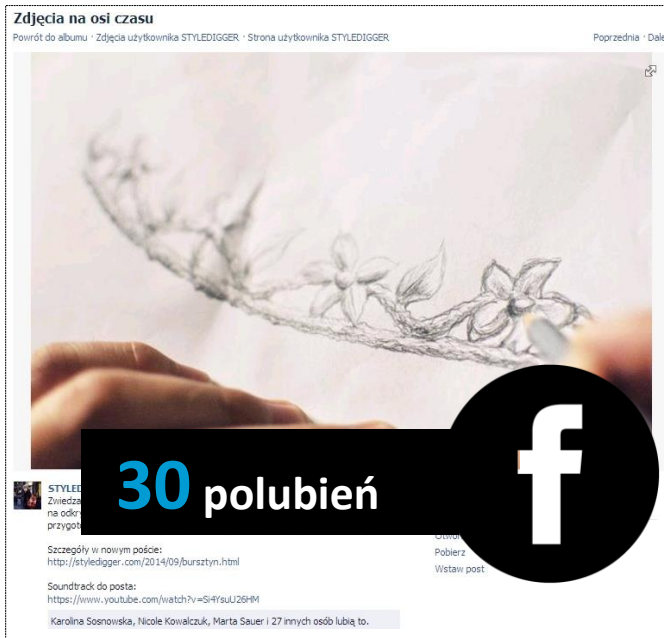 Zdjęcia na osi czasu
Powrót do albumu · Zdjęcia użytkownika STYLEDIGGER · Strona użytkownika STYLEDIGGER
Poprzednia ·
30 polubień
f
Szczegóły w nowym poście:
http://styledigger.com/2014/09/bursztyn.html
Pobierz
Wstaw post
Soundtrack do posta:
https://www.youtube.com/watch?v=Si4YsuU26HM
Karolina Sosnowska, Nicole Kowalczuk, Marta Sauer i 27 innych osób lubią to.